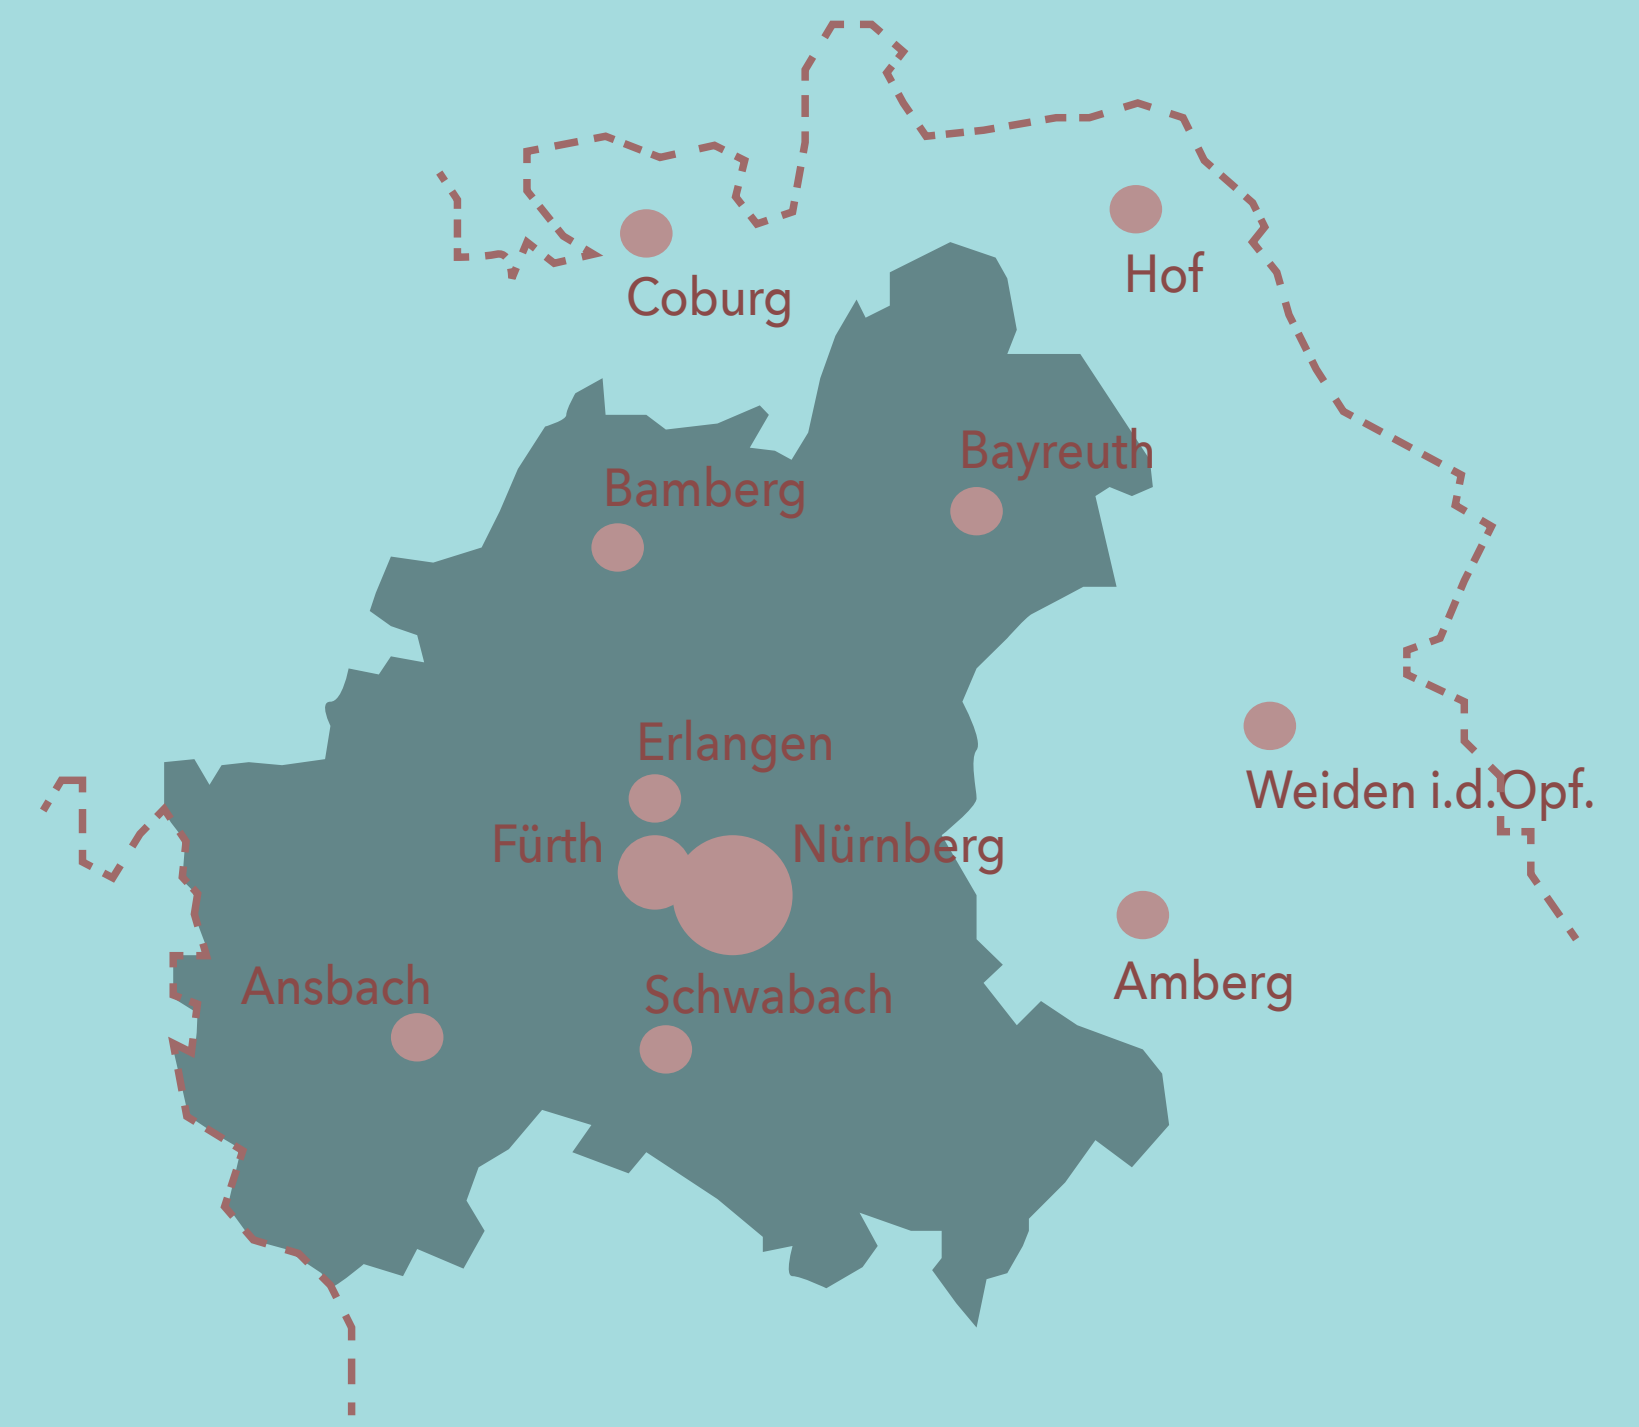 Hof
Coburg
Bayreuth
Bamberg
Erlangen
Weiden i.d.Opf.
Fürth
Nürnberg
Amberg
Ansbach
Schwabach